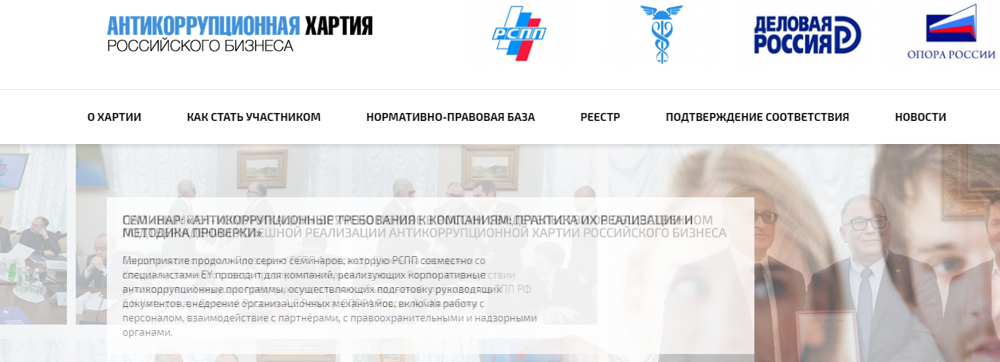 АНТИКОРРУПЦИОННАЯ ХАРТИЯ
РОССИЙСКОГО БИЗНЕСА
РСПП
ДЕЛОВАЯ
РОССИЯ
ОПОРА РОССИИ
О ХАРТИИ КАК СТАТЬ УЧАСТНИКОМ НОРМАТИВНО-ПРАВОВАЯ БАЗА РЕЕСТР ПОДТВЕРЖДЕНИЕ СООТВЕТСТВИЯ НОВОСТИ
СЕМИНАР: «АНТИКОРРУПЦИОННЫЕ ТРЕБОВАНИЯ К КОМПАНИЯМ: ПРАКТИКА ИХ РЕАЛИЗАЦИИ И
МЕТОДИКА ПРОВЕРКИ»
РЕАЛИЗАЦИИ АНТИКОРРУПЦИОННОЙ ХАРТИИ РОССИЙСКОГО БИЗНЕСА
Мероприятие продолжило серию семинаров, которую РСПП совместно со
специалистами EY проводит для компаний, реализующих корпоративные
антикоррупционные программы, осуществляющих подготовку руководящих
ТПП РФ
документов, внедрение организационных механизмов, включая работу с
персоналом, взаимодействие с партнёрами, с правоохранительными и надзорными
органами.